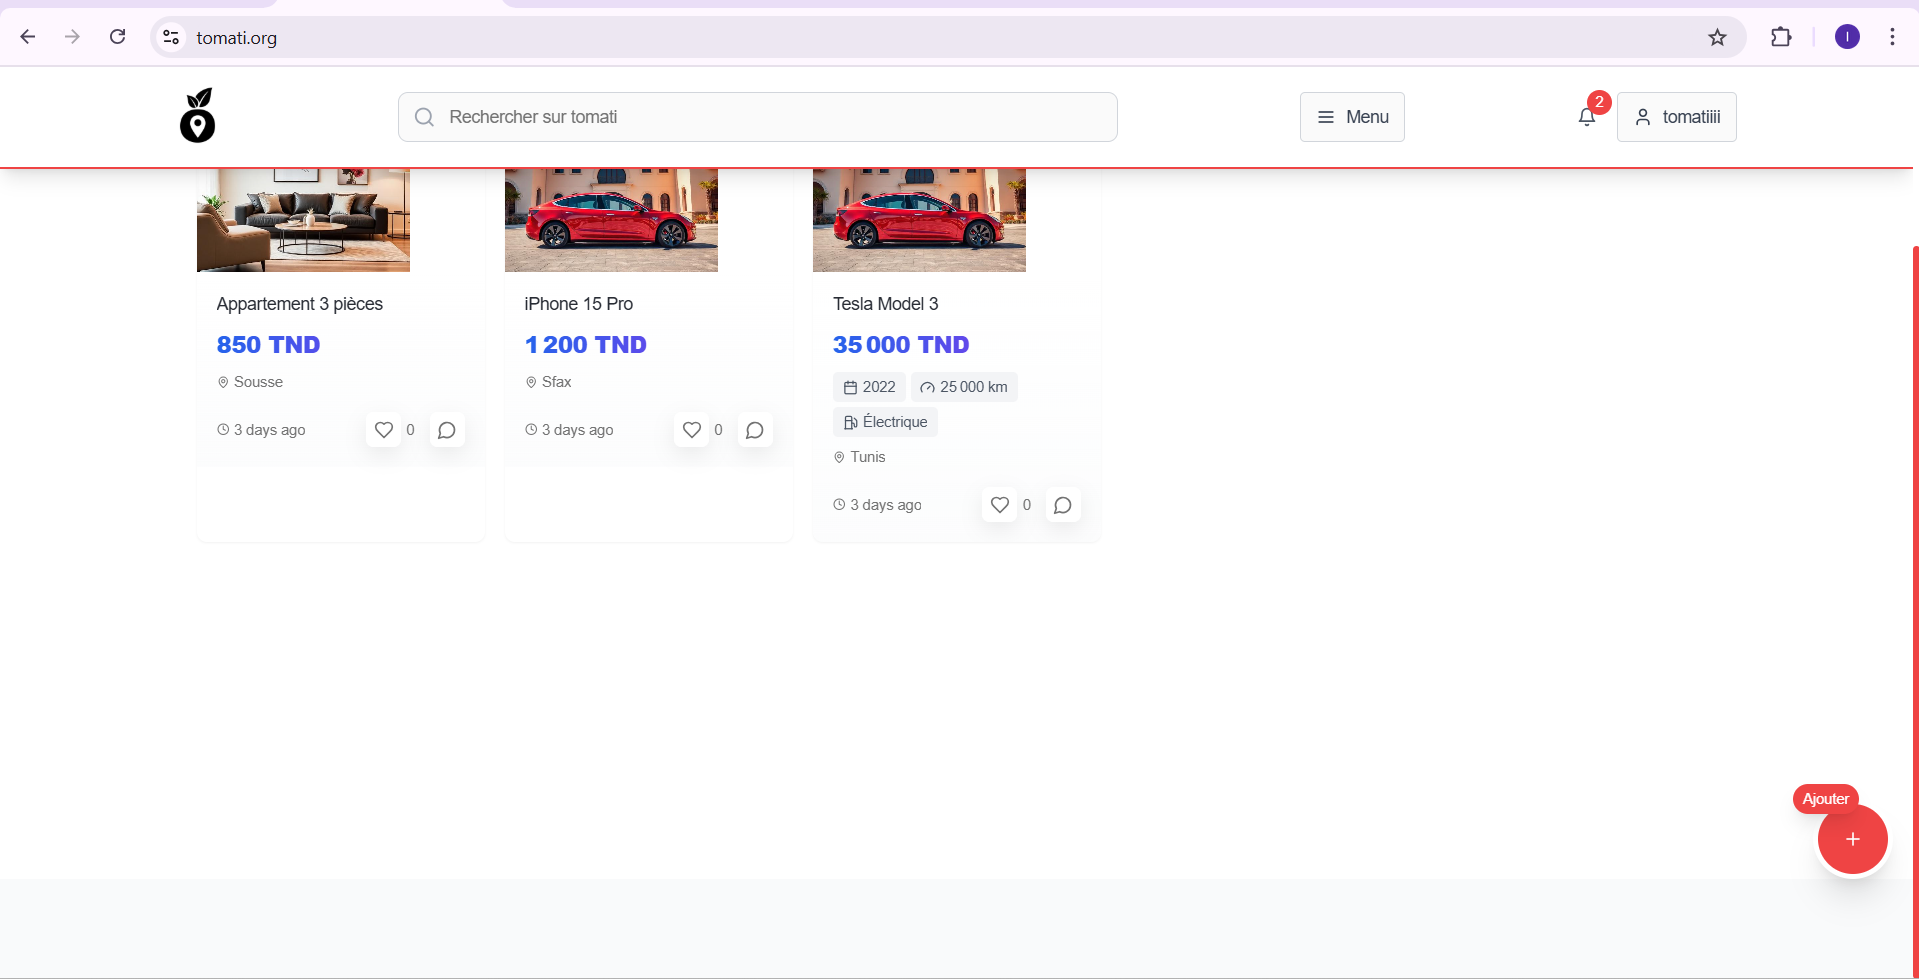 tomati.org
I
Rechercher sur tomati
Menu
2
tomatiiii
Appartement 3 pièces
850 TND
Sousse
3 days ago
0
iPhone 15 Pro
1 200 TND
Sfax
3 days ago
0
Tesla Model 3
35 000 TND
2022
25 000 km
Électrique
Tunis
3 days ago
0
Ajouter
+